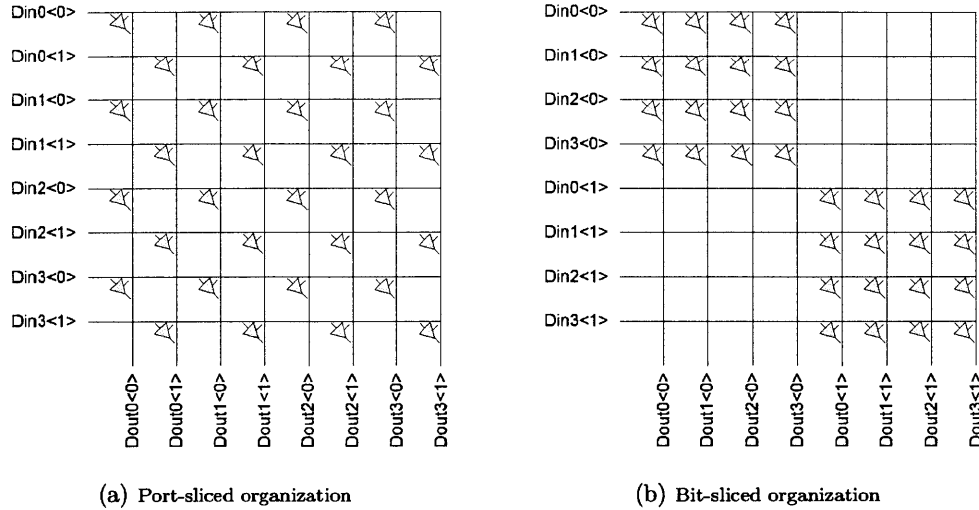 Din0<0>
Din0<1>
Din1<0>
Din1<1>
Din2<0>
Din2<1>
Din3<0>
Din3<1>
Dout0<0>
Dout0<1>
Dout1<0>
Dout1<1>
Dout2<0>
Dout2<1>
Dout3<0>
Dout3<1>
(a) Port-sliced organization
Din0<0>
Din1<0>
Din2<0>
Din3<0>
Din0<1>
Din1<1>
Din2<1>
Din3<1>
Dout0<0>
Dout1<0>
Dout2<0>
Dout3<0>
Dout0<1>
Dout1<1>
Dout2<1>
Dout3<1>
(b) Bit-sliced organization